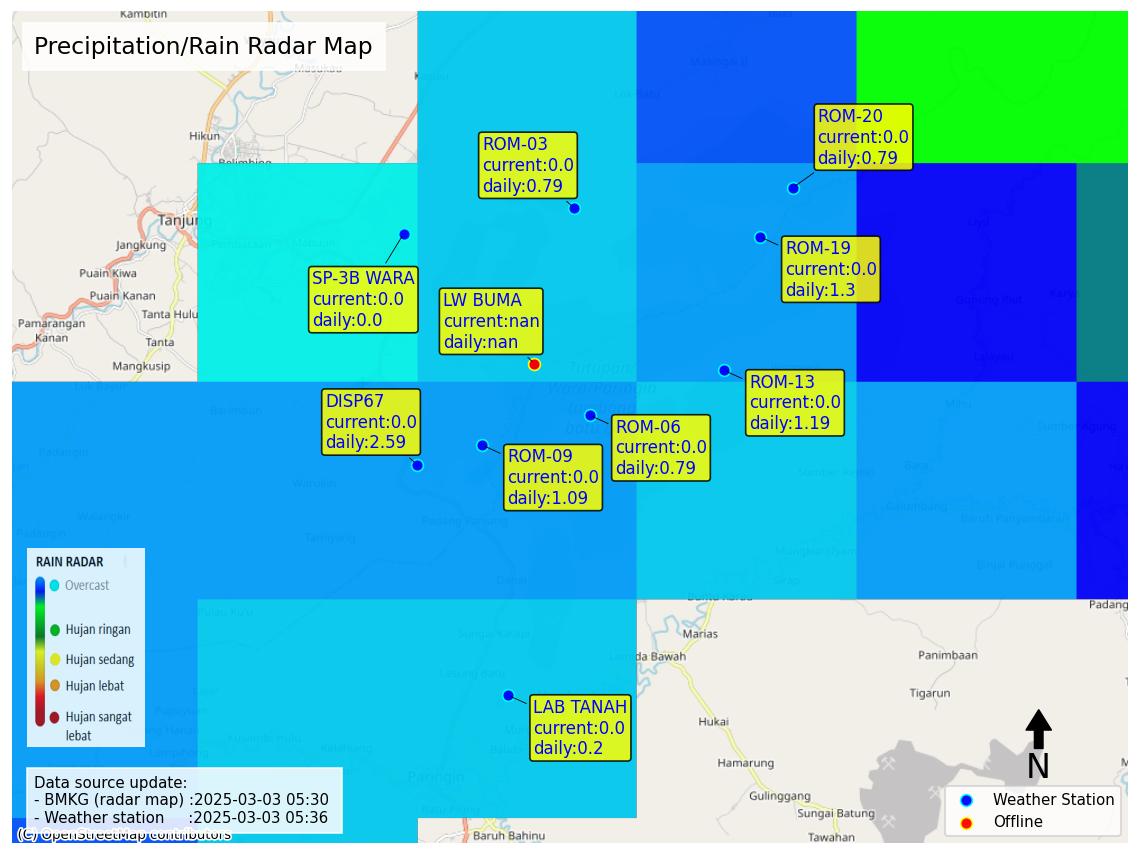 Kambitin
Precipitation/Rain Radar Map
Masukau
Kapuk
Hikun
Belimbing
ROM-20
current:0.0
daily:0.79
ROM-03
current:0.0
daily:0.79
Tanjung
Jangkung
ROM-19
current:0.0
daily:1.3
SP-3B WARA
current:0.0
daily:0.0
Puain Kiwa
Puain Kanan
LW BUMA
current:nan
daily:nan
Tanta Hulu
Pamarangan
Kanan
Tanta
Mangkusip
Tutupan
ROM-13
current:0.0
daily:1.19
DISP67
current:0.0
daily:2.59
ROM-06
current:0.0
daily:0.79
ROM-09
current:0.0
daily:1.09
RAIN RADAR
Overcast
Hujan ringan
Hujan sedang
Hujan lebat
Hujan sangat
lebat
Padang
Marias
Lamida Bawah
Panimbaan
Tigarun
LAB TANAH
current:0.0
daily:0.2
Hukai
Hamarung
N
Gulinggang
Sungai Batung
Tawahan
Paringin
Baruh Bahinu
Data source update:
- BMKG (radar map) :2025-03-03 05:30
- Weather station :2025-03-03 05:36
(C) OpenStreetMap contributors
Weather Station
Offline